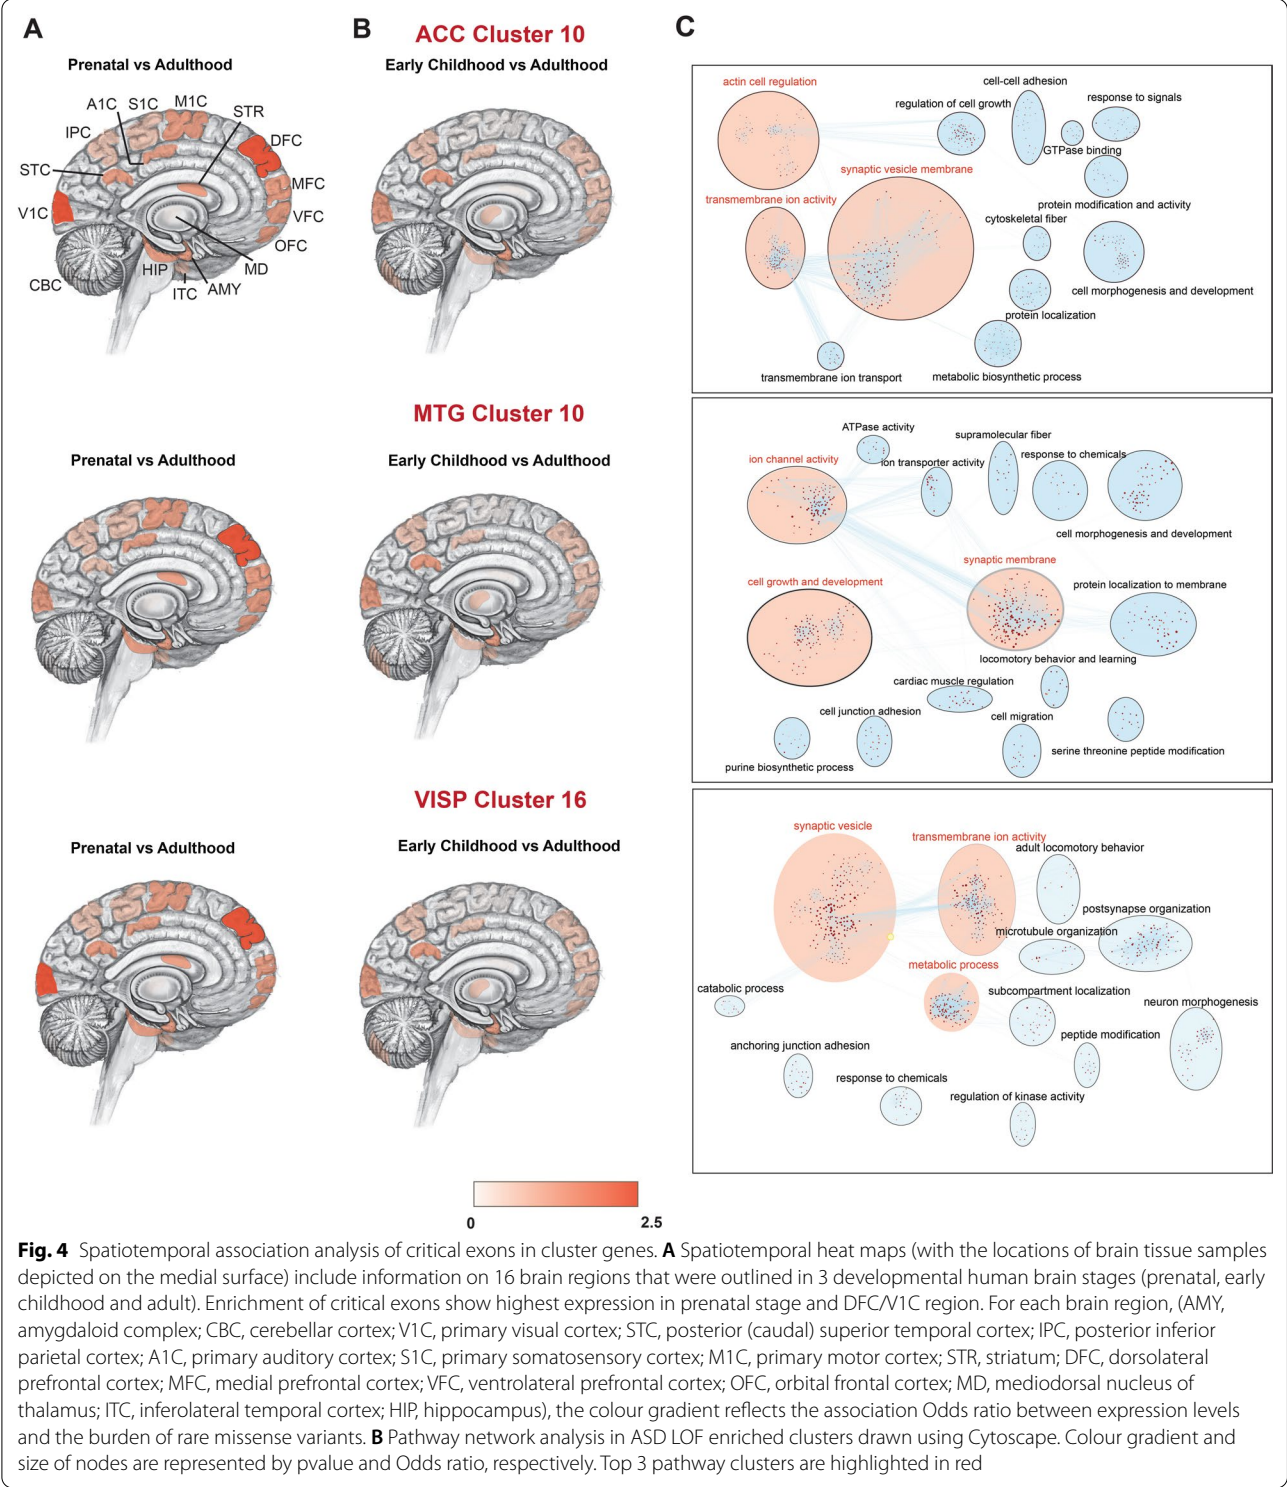 A
B
ACC Cluster 10
C
Prenatal vs Adulthood
Early Childhood vs Adulthood
A1C
S1C
M1C
STR
IPC
DFC
STC
MFC
V1C
VFC
OFC
CBC
HIP
MD
ITC
AMY
actin cell regulation
cell-cell adhesion
regulation of cell growth
response to signals
GTPase binding
synaptic vesicle membrane
transmembrane ion activity
protein modification and activity
cytoskeletal fiber
cell morphogenesis and development
protein localization
transmembrane ion transport
metabolic biosynthetic process
MTG Cluster 10
Prenatal vs Adulthood
Early Childhood vs Adulthood
ATPase activity
supramolecular fiber
ion channel activity
ion transporter activity
response to chemicals
cell morphogenesis and development
synaptic membrane
cell growth and development
protein localization to membrane
locomotory behavior and learning
cardiac muscle regulation
cell junction adhesion
cell migration
serine threonine peptide modification
purine biosynthetic process
VISP Cluster 16
Prenatal vs Adulthood
Early Childhood vs Adulthood
synaptic vesicle
transmembrane ion activity
adult locomotory behavior
postsynapse organization
microtubule organization
metabolic process
catabolic process
subcompartment localization
neuron morphogenesis
anchoring junction adhesion
peptide modification
response to chemicals
regulation of kinase activity
0
2.5
Fig. 4 Spatiotemporal association analysis of critical exons in cluster genes. A Spatiotemporal heat maps (with the locations of brain tissue samples
depicted on the medial surface) include information on 16 brain regions that were outlined in 3 developmental human brain stages (prenatal, early
childhood and adult). Enrichment of critical exons show highest expression in prenatal stage and DFC/V1C region. For each brain region, (AMY,
amygdaloid complex; CBC, cerebellar cortex; V1C, primary visual cortex; STC, posterior (caudal) superior temporal cortex; IPC, posterior inferior
parietal cortex; A1C, primary auditory cortex; S1C, primary somatosensory cortex; M1C, primary motor cortex; STR, striatum; DFC, dorsolateral
prefrontal cortex; MFC, medial prefrontal cortex; VFC, ventrolateral prefrontal cortex; OFC, orbital frontal cortex; MD, mediodorsal nucleus of
thalamus; ITC, inferolateral temporal cortex; HIP, hippocampus), the colour gradient reflects the association Odds ratio between expression levels
and the burden of rare missense variants. B Pathway network analysis in ASD LOF enriched clusters drawn using Cytoscape. Colour gradient and
size of nodes are represented by pvalue and Odds ratio, respectively. Top 3 pathway clusters are highlighted in red